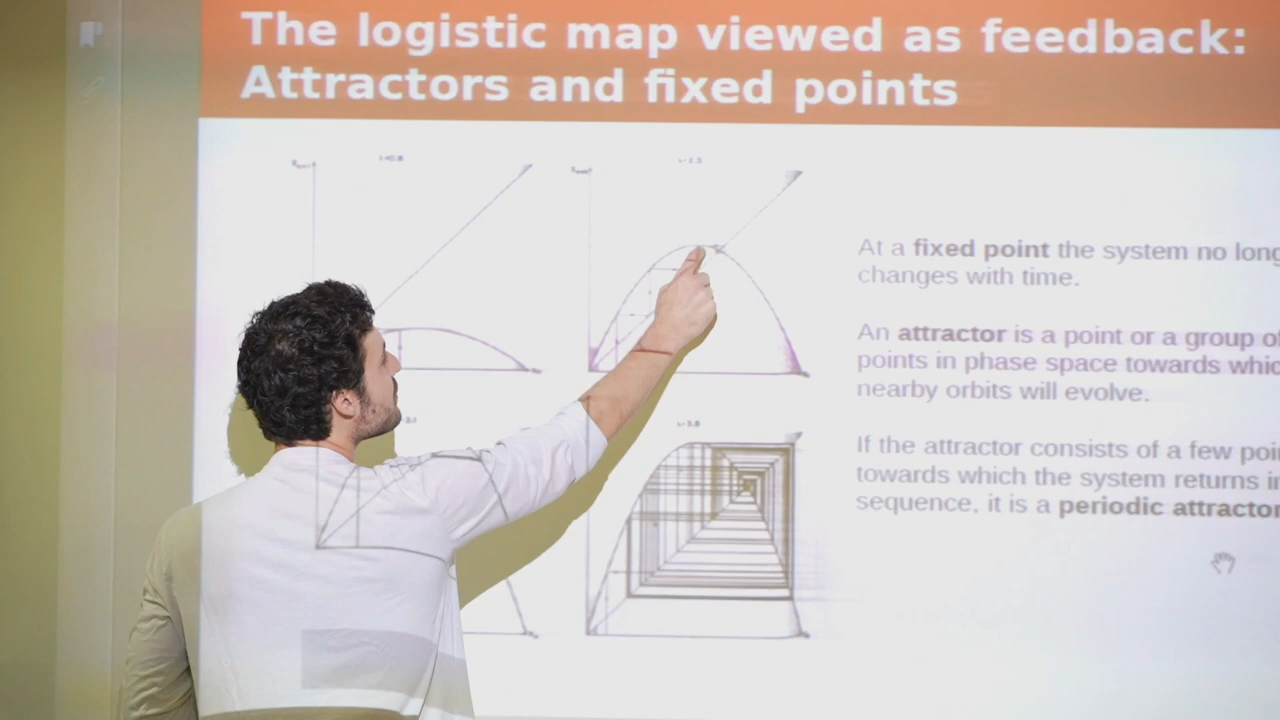 The logistic map viewed as feedback:
Attractors and fixed points
At a fixed point the system no long
changes with time.
An attractor is a point or a group of
points in phase space towards whic
nearby orbits will evolve.
If the attractor consists of a few poi
towards which the system returns in
sequence, it is a periodic attractor